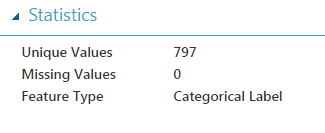 Statistics
Unique Values 797
Missing Values 0
Feature Type Categorical Label